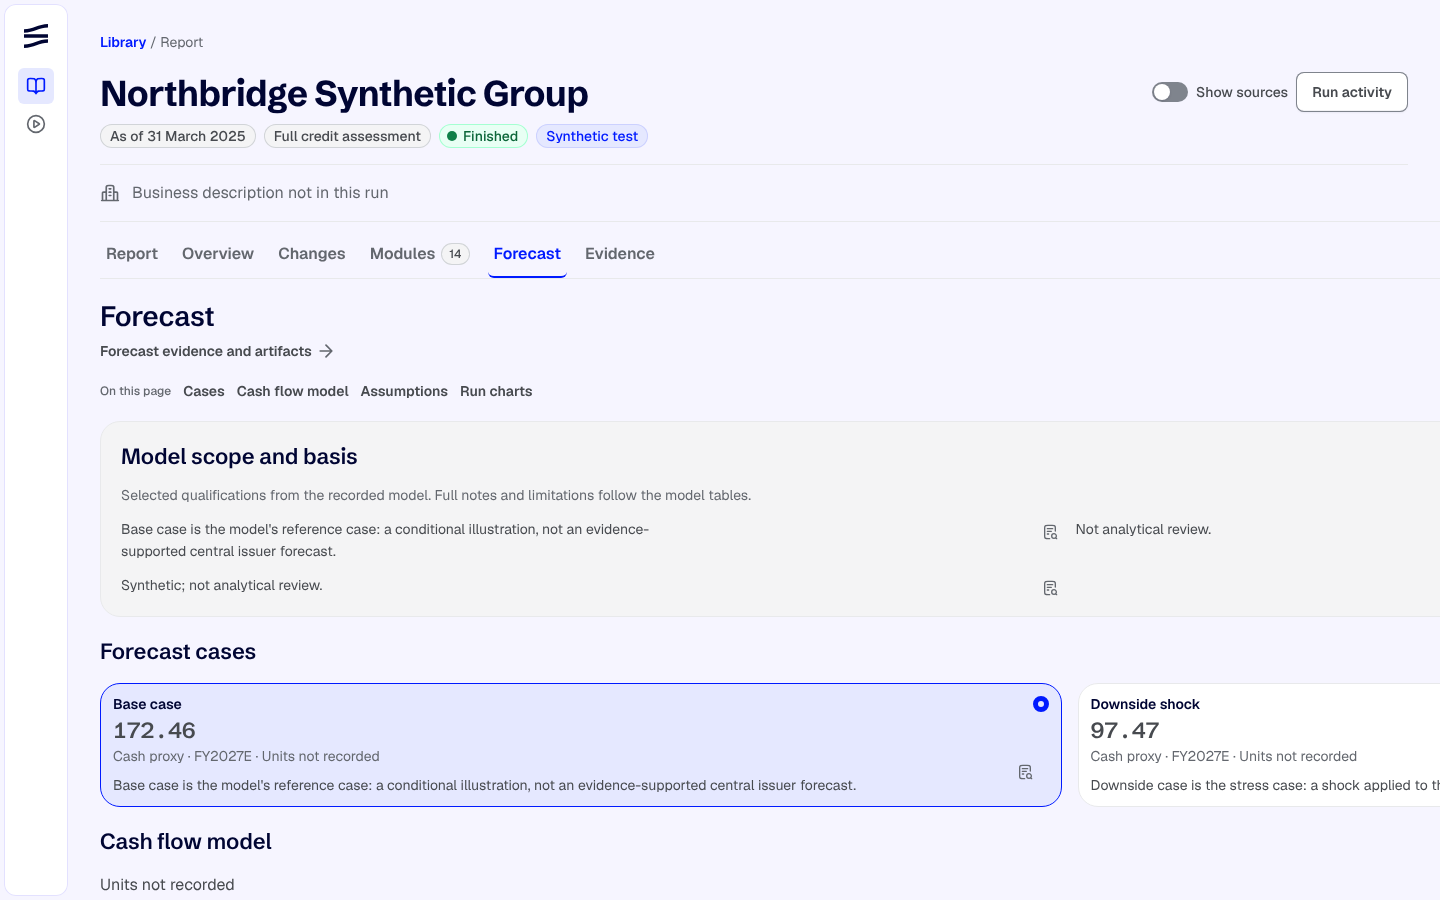 Library / Report
Northbridge Synthetic Group
Show sources
Run activity
As of 31 March 2025
Full credit assessment
Finished
Synthetic test
Business description not in this run
Report
Overview
Changes
Modules 14
Forecast
Evidence
Forecast
Forecast evidence and artifacts
On this page
Cases
Cash flow model
Assumptions
Run charts
Model scope and basis
Selected qualifications from the recorded model. Full notes and limitations follow the model tables.
Base case is the model's reference case: a conditional illustration, not an evidence-
supported central issuer forecast.
Not analytical review.
Synthetic; not analytical review.
Forecast cases
Base case
172.46
Cash proxy · FY2027E · Units not recorded
Base case is the model's reference case: a conditional illustration, not an evidence-supported central issuer forecast.
Downside shock
97.47
Cash proxy · FY2027E · Units not recorded
Downside case is the stress case: a shock applied to
Cash flow model
Units not recorded